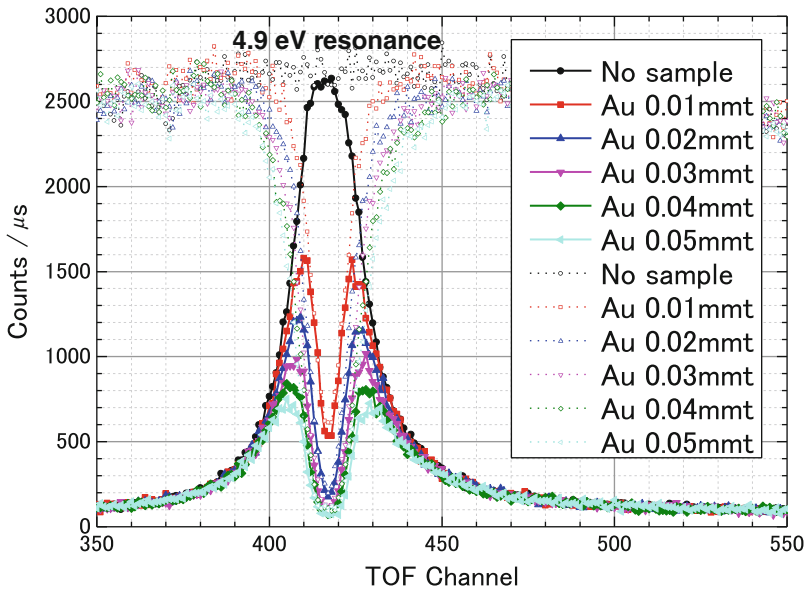 4.9 eV resonance
3000
2500
2000
1500
1000
500
0
Counts / μs
350
400
450
500
550
TOF Channel
No sample
Au 0.01mmt
Au 0.02mmt
Au 0.03mmt
Au 0.04mmt
Au 0.05mmt
No sample
Au 0.01mmt
Au 0.02mmt
Au 0.03mmt
Au 0.04mmt
Au 0.05mmt